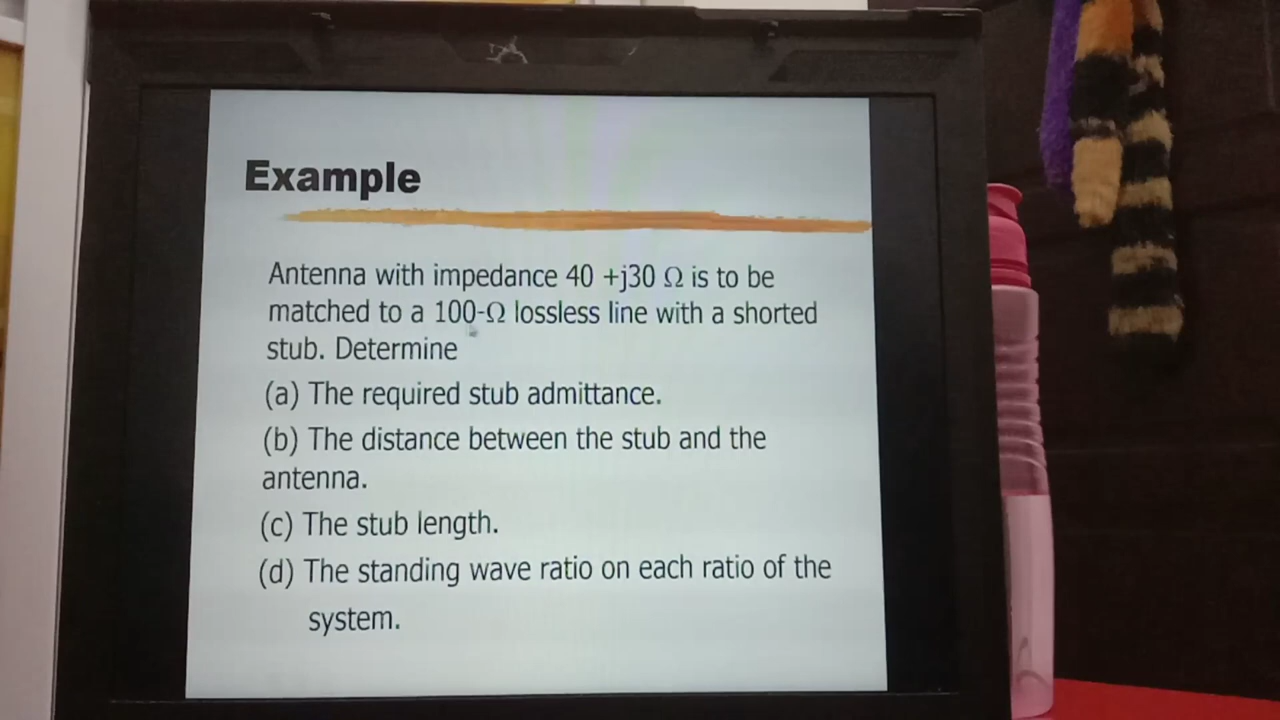 Example
Antenna with impedance 40 +j30 Ω is to be
matched to a 100-Ω lossless line with a shorted
stub. Determine
(a) The required stub admittance.
(b) The distance between the stub and the
antenna.
(c) The stub length.
(d) The standing wave ratio on each ratio of the
system.